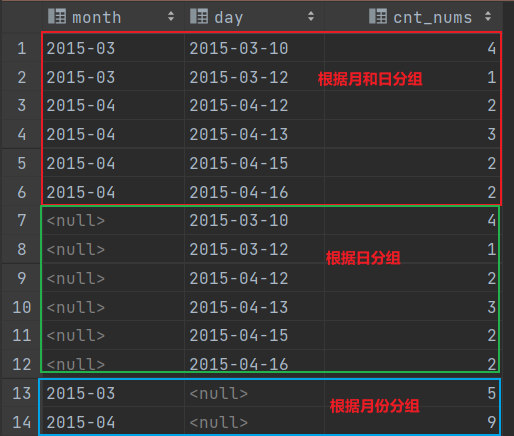 month day cnt_nums
1 2015-03 2015-03-10 4
2 2015-03 2015-03-12 1
根据月和日分组
3 2015-04 2015-04-12 2
4 2015-04 2015-04-13 3
5 2015-04 2015-04-15 2
6 2015-04 2015-04-16 2
7 <null> 2015-03-10 4
8 <null> 2015-03-12 1
根据日分组
9 <null> 2015-04-12 2
10 <null> 2015-04-13 3
11 <null> 2015-04-15 2
12 <null> 2015-04-16 2
13 2015-03 <null> 5
根据月份分组
14 2015-04 <null> 9